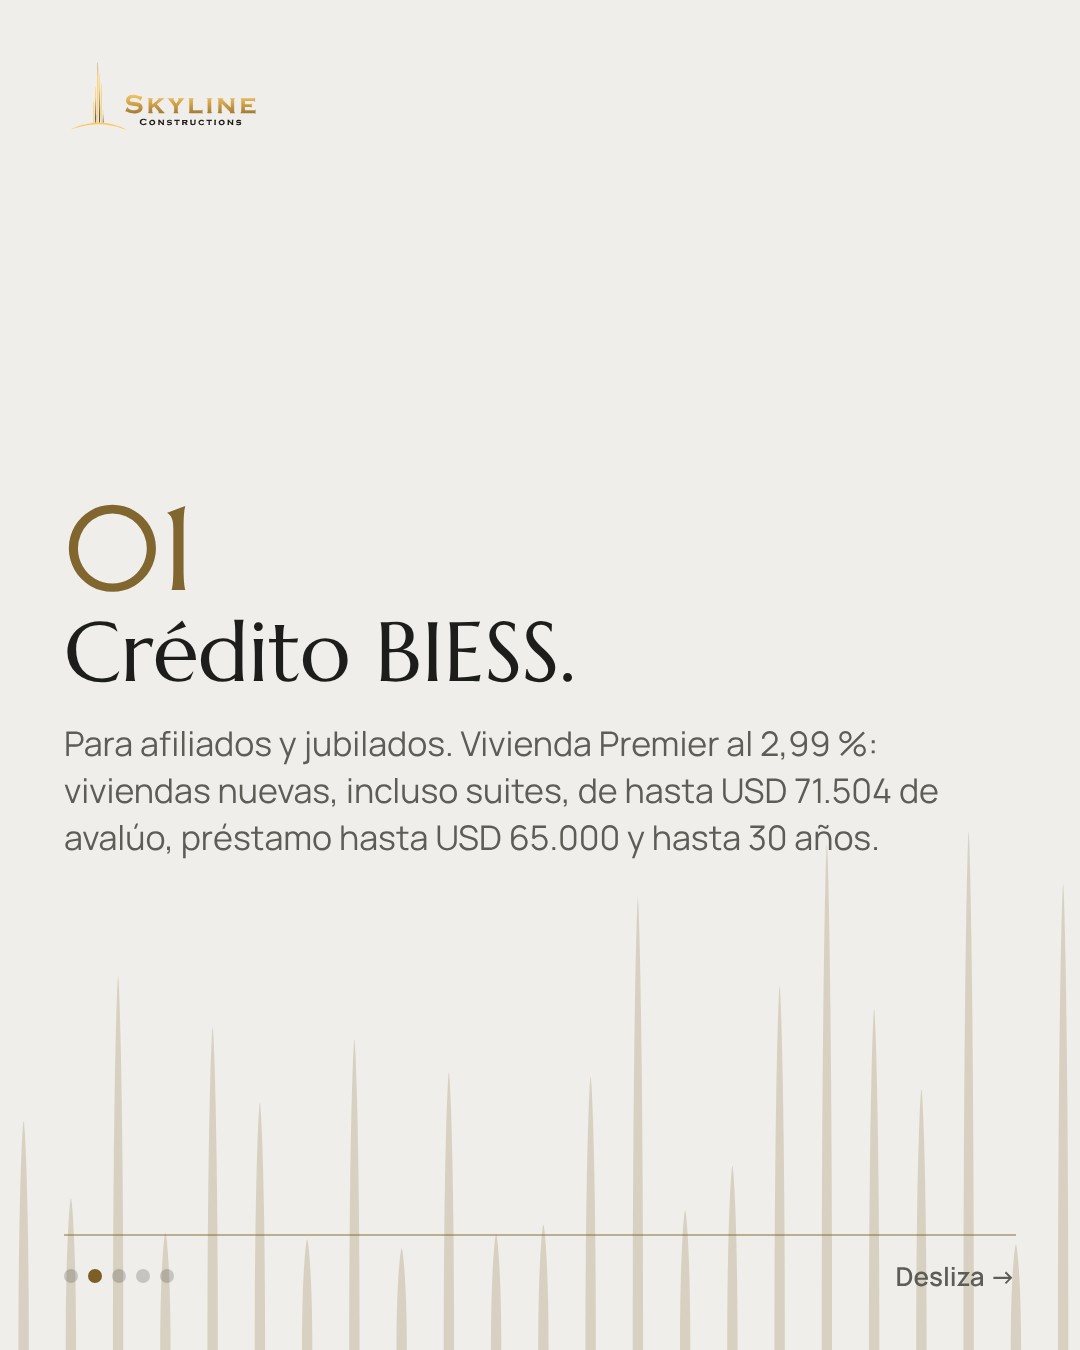 SKYLINE
CONSTRUCTIONS
01
Crédito BIESS.
Para afiliados y jubilados. Vivienda Premier al 2,99 %:
viviendas nuevas, incluso suites, de hasta USD 71.504 de
avalúo, préstamo hasta USD 65.000 y hasta 30 años.
Desliza →